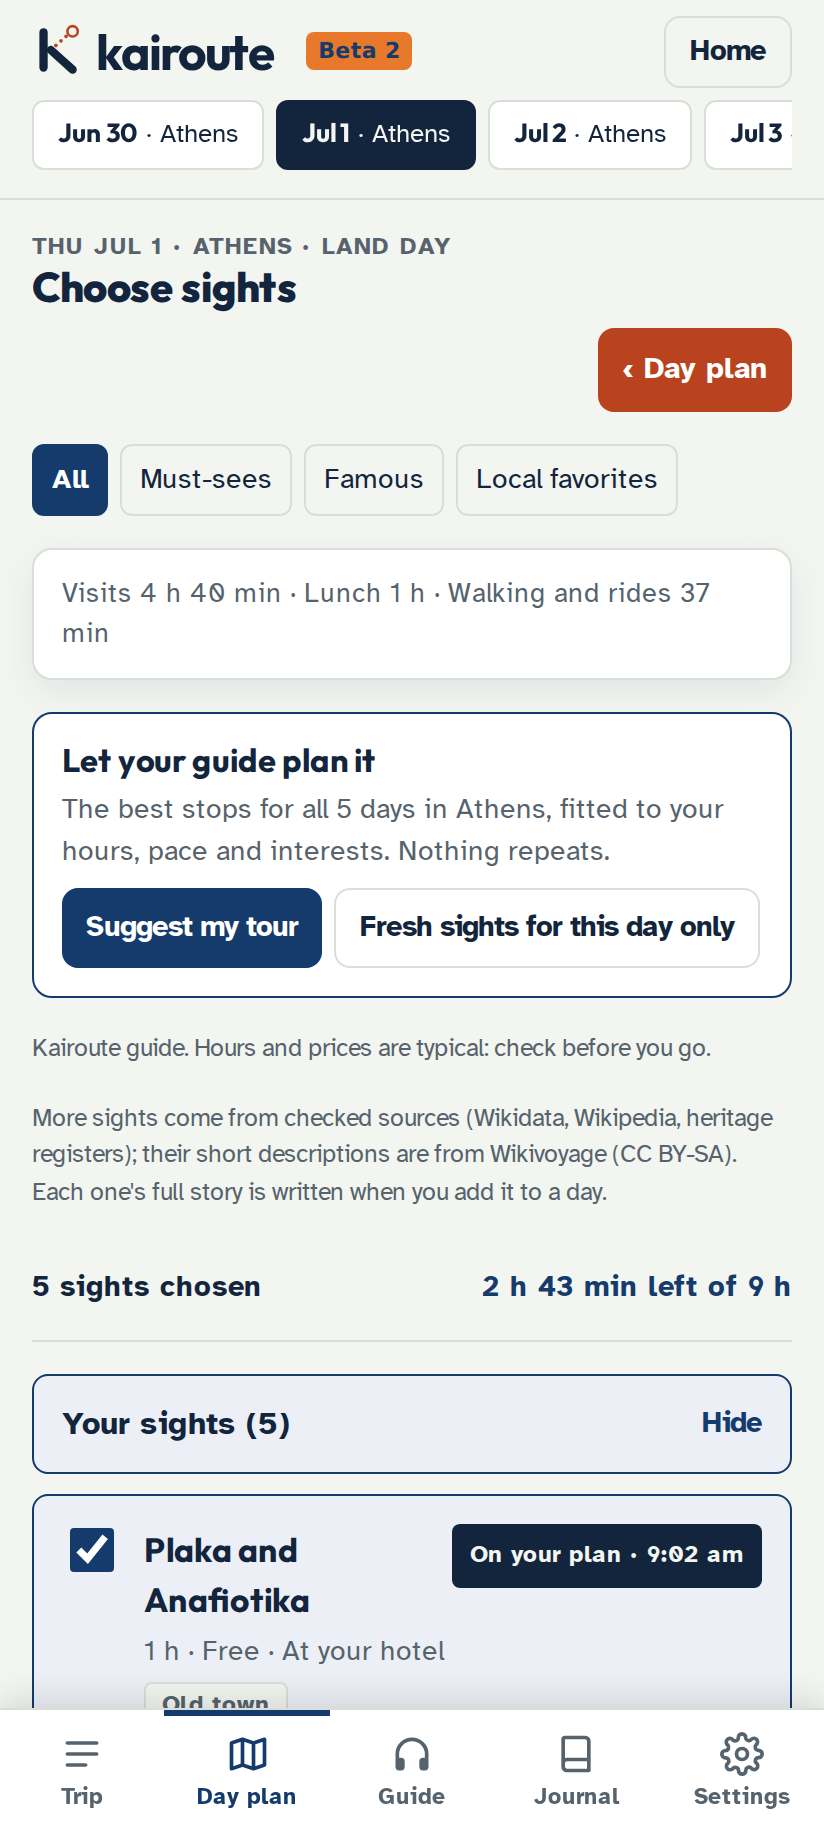 kairoute
Beta 2
Home
Jun 30 · Athens
Jul 1 · Athens
Jul 2 · Athens
Jul 3 ·
THU JUL 1 · ATHENS · LAND DAY
Choose sights
‹ Day plan
All
Must-sees
Famous
Local favorites
Visits 4 h 40 min · Lunch 1 h · Walking and rides 37
min
Let your guide plan it
The best stops for all 5 days in Athens, fitted to your
hours, pace and interests. Nothing repeats.
Suggest my tour
Fresh sights for this day only
Kairoute guide. Hours and prices are typical: check before you go.
More sights come from checked sources (Wikidata, Wikipedia, heritage
registers); their short descriptions are from Wikivoyage (CC BY-SA).
Each one's full story is written when you add it to a day.
5 sights chosen
2 h 43 min left of 9 h
Your sights (5)
Hide
Plaka and
Anafiotika
On your plan · 9:02 am
1 h · Free · At your hotel
Old town
Trip
Day plan
Guide
Journal
Settings